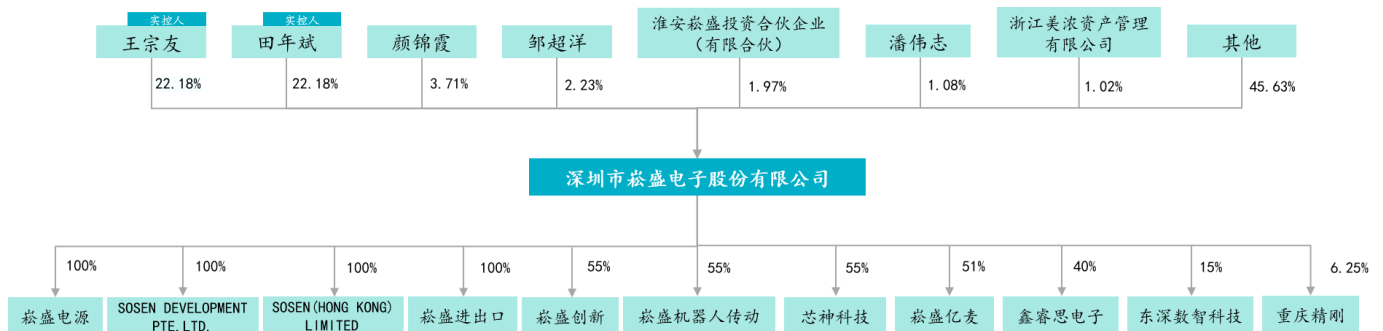 实控人
实控人
王宗友
田年斌
颜锦霞
邹超洋
淮安崧盛投资合伙企业
（有限合伙）
潘伟志
浙江美浓资产管理
有限公司
其他
22.18%
22.18%
3.71%
2.23%
1.97%
1.08%
1.02%
45.63%
深圳市崧盛电子股份有限公司
100%
100%
100%
100%
55%
55%
55%
51%
40%
15%
6.25%
崧盛电源
SOSEN DEVELOPMENT
PTE.LTD.
SOSEN(HONG KONG)
LIMITED
崧盛进出口
崧盛创新
崧盛机器人传动
芯神科技
崧盛亿麦
鑫睿思电子
东深数智科技
重庆精刚